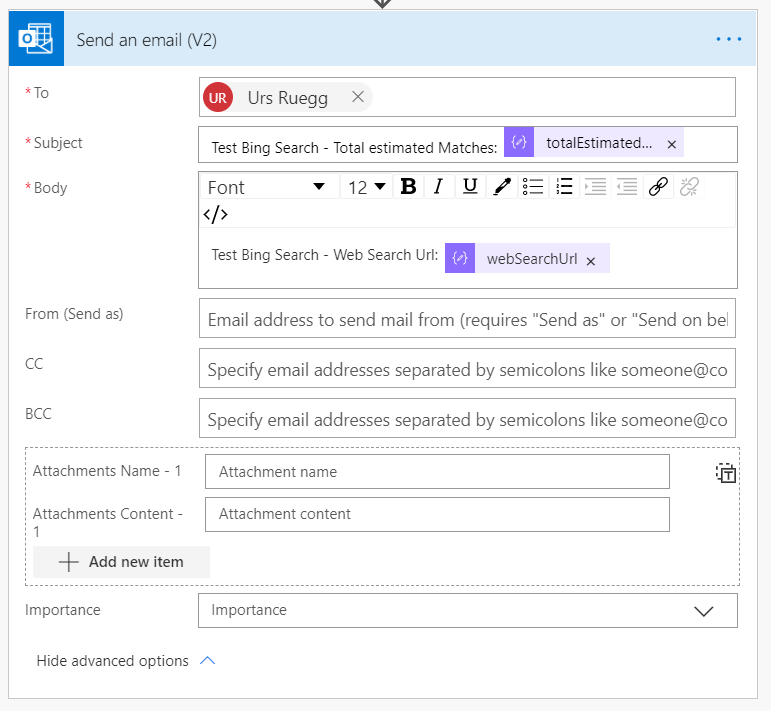 Send an email (V2)
* To
UR Urs Ruegg
* Subject
Test Bing Search - Total estimated Matches: totalEstimated...
* Body
Font 12 B I U
</>
Test Bing Search - Web Search Url: webSearchUrl
From (Send as)
Email address to send mail from (requires "Send as" or "Send on bel
CC
Specify email addresses separated by semicolons like someone@co
BCC
Specify email addresses separated by semicolons like someone@co
Attachments Name - 1
Attachment name
Attachments Content -
1
Attachment content
Add new item
Importance
Importance
Hide advanced options